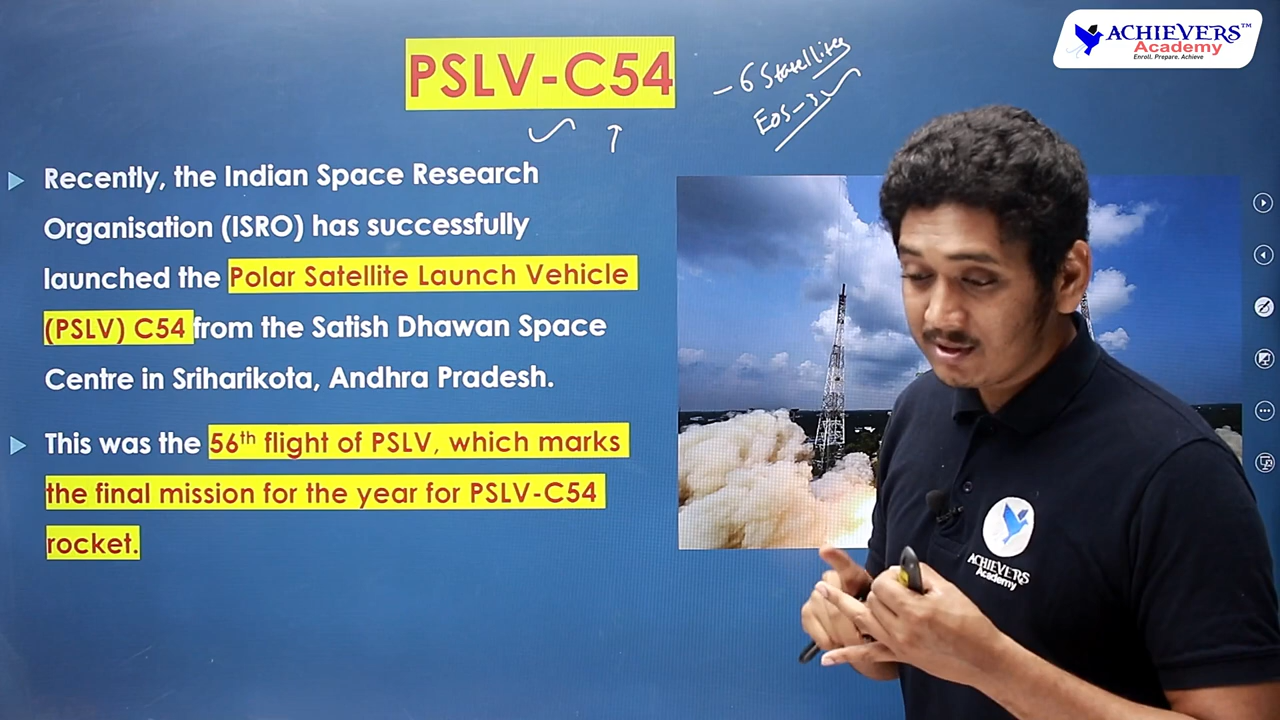 PSLV-C54
- 6 Statellites
EOS-3
ACHIEVERS™
Academy
Enroll. Prepare. Achieve
Recently, the Indian Space Research
Organisation (ISRO) has successfully
launched the Polar Satellite Launch Vehicle
(PSLV) C54 from the Satish Dhawan Space
Centre in Sriharikota, Andhra Pradesh.
This was the 56th flight of PSLV, which marks
the final mission for the year for PSLV-C54
rocket.
ACHIEVERS
Academy